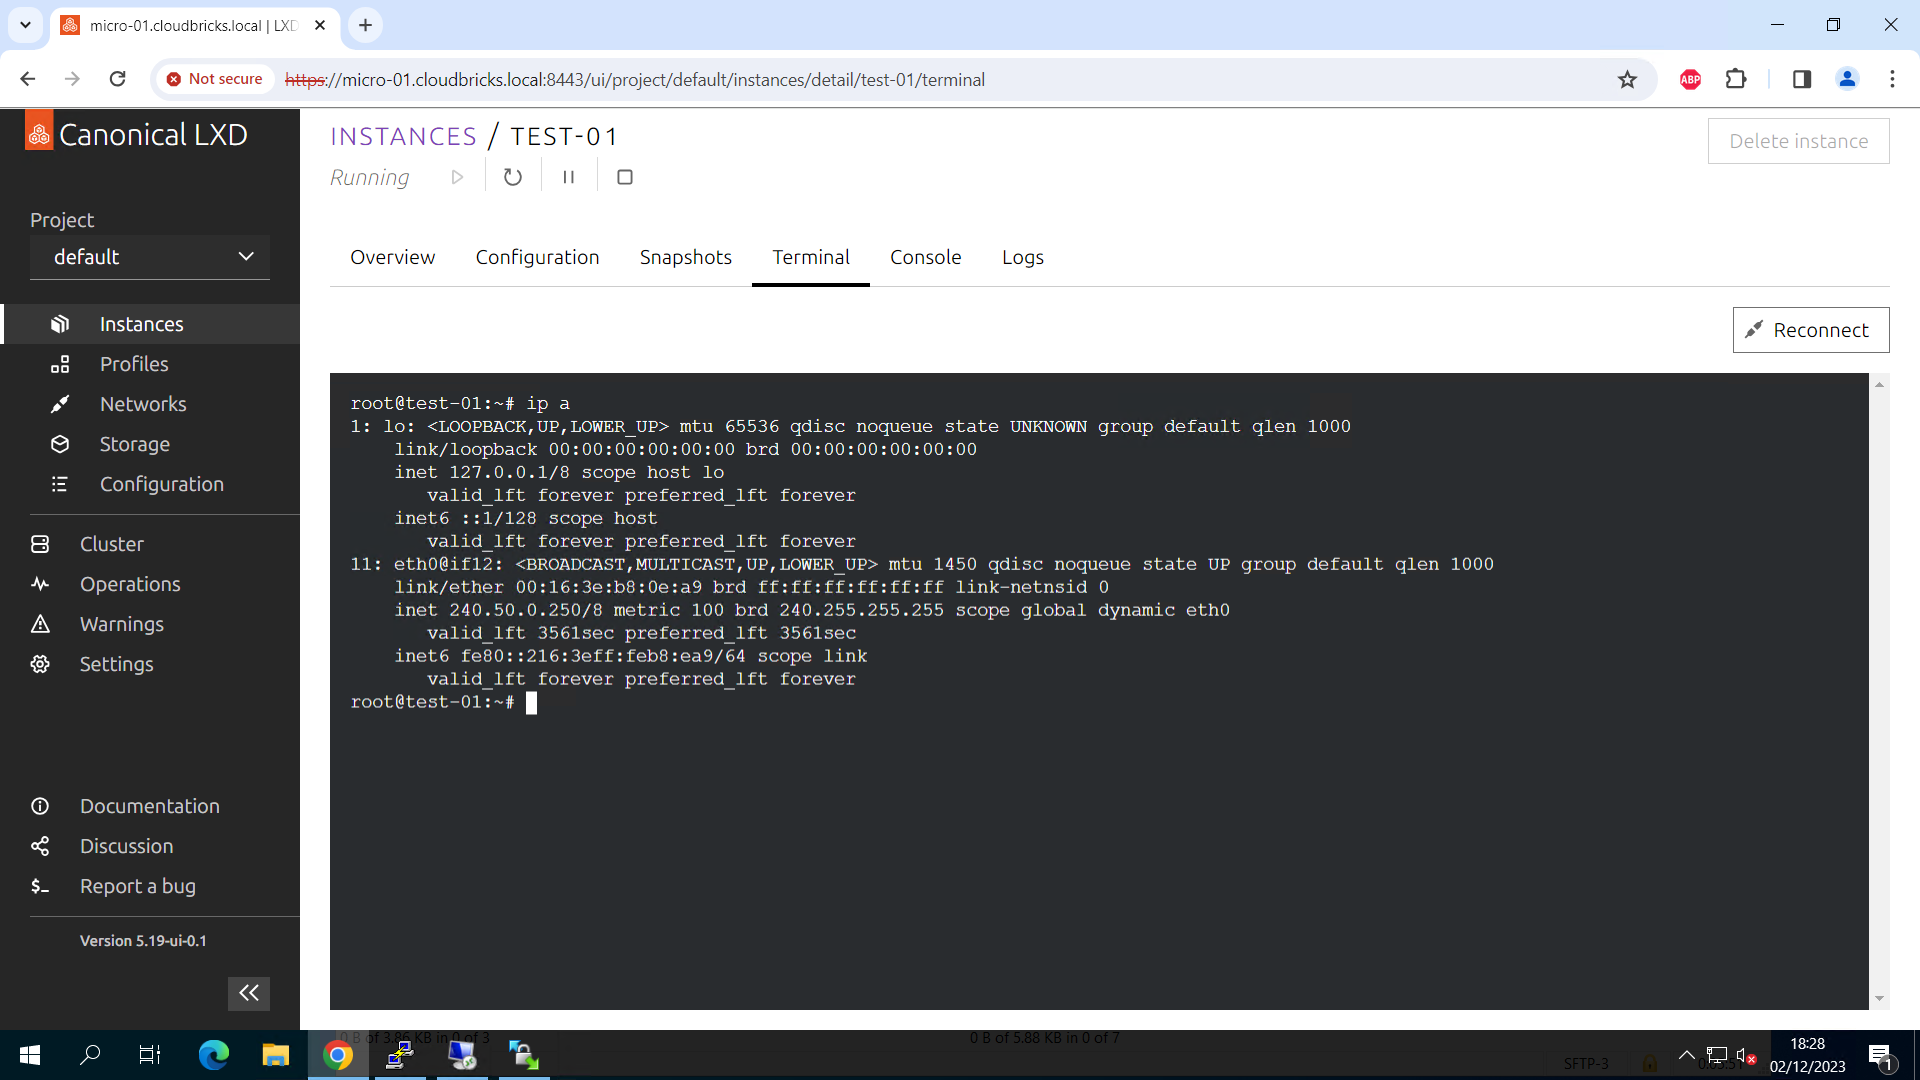 micro-01.cloudbricks.local | LXD
Not secure
https://micro-01.cloudbricks.local:8443/ui/project/default/instances/detail/test-01/terminal
ABP
Canonical LXD
Project
default
Instances
Profiles
Networks
Storage
Configuration
Cluster
Operations
Warnings
Settings
Documentation
Discussion
Report a bug
Version 5.19-ui-0.1
INSTANCES / TEST-01
Running
Delete instance
Overview Configuration Snapshots Terminal Console Logs
Reconnect
root@test-01:~# ip a
1: lo: <LOOPBACK,UP,LOWER_UP> mtu 65536 qdisc noqueue state UNKNOWN group default qlen 1000
link/loopback 00:00:00:00:00:00 brd 00:00:00:00:00:00
inet 127.0.0.1/8 scope host lo
valid_lft forever preferred_lft forever
inet6 ::1/128 scope host
valid_lft forever preferred_lft forever
11: eth0@if12: <BROADCAST,MULTICAST,UP,LOWER_UP> mtu 1450 qdisc noqueue state UP group default qlen 1000
link/ether 00:16:3e:b8:0e:a9 brd ff:ff:ff:ff:ff:ff link-netnsid 0
inet 240.50.0.250/8 metric 100 brd 240.255.255.255 scope global dynamic eth0
valid_lft 3561sec preferred_lft 3561sec
inet6 fe80::216:3eff:feb8:ea9/64 scope link
valid_lft forever preferred_lft forever
root@test-01:~#
0 B of 3.86 KB in 0 of 3
0 B of 5.88 KB in 0 of 7
SFTP-3
18:28
02/12/2023
1